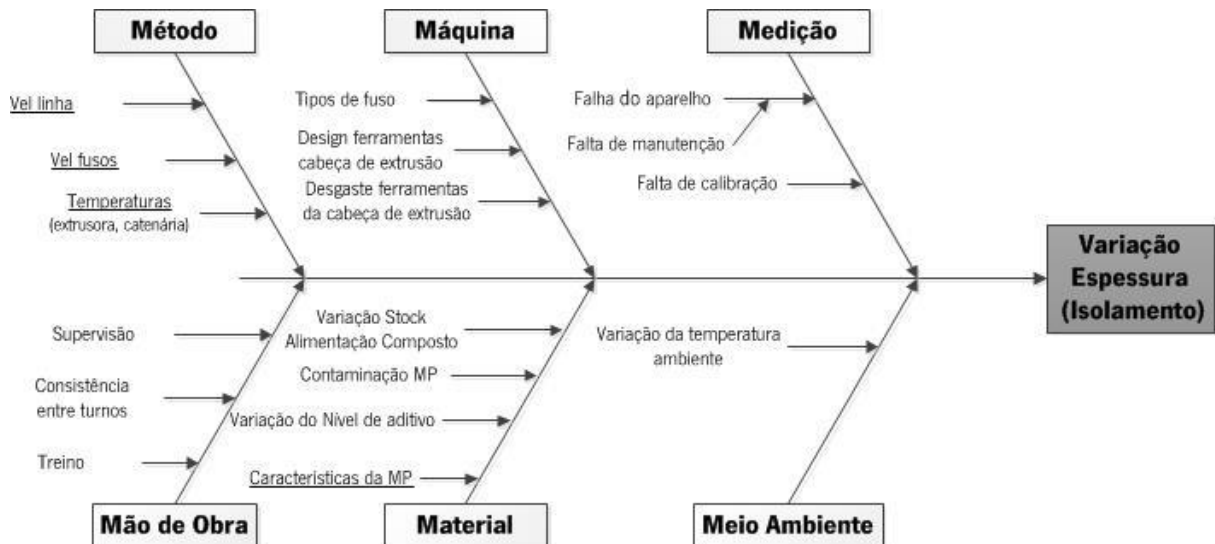 Método
Máquina
Medição
Vel linha
Vel fusos
Temperaturas
(extrusora, catenária)
Tipos de fuso
Design ferramentas
cabeça de extrusão
Desgaste ferramentas
da cabeça de extrusão
Falha do aparelho
Falta de manutenção
Falta de calibração
Variação
Espessura
(Isolamento)
Supervisão
Consistência
entre turnos
Treino
Variação Stock
Alimentação Composto
Contaminação MP
Variação do Nível de aditivo
Características da MP
Variação da temperatura
ambiente
Mão de Obra
Material
Meio Ambiente